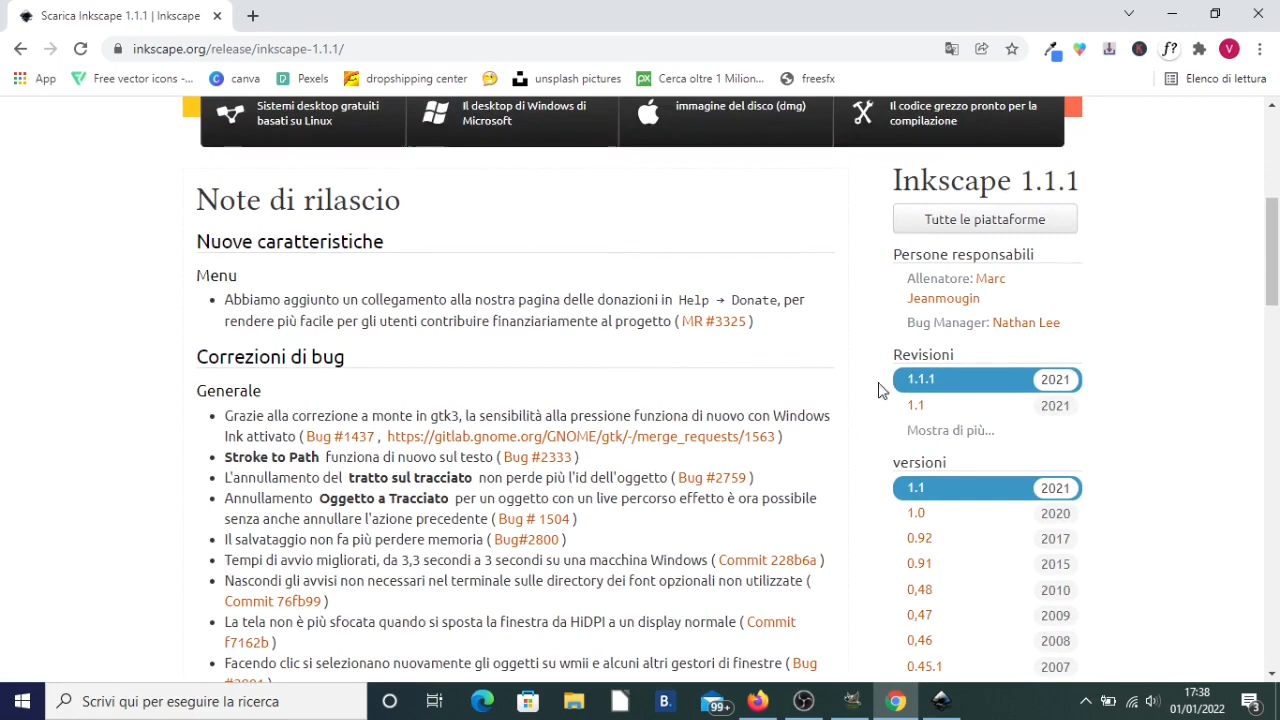 Scarica Inkscape 1.1.1 | Inkscape
inkscape.org/release/inkscape-1.1.1/
App
Free vector icons -...
canva
Pexels
dropshipping center
unsplash pictures
Cerca oltre 1 Milion...
freesfx
Elenco di lettura
Sistemi desktop gratuiti
basati su Linux
Il desktop di Windows di
Microsoft
immagine del disco (dmg)
Il codice grezzo pronto per la
compilazione
Note di rilascio
Nuove caratteristiche
Menu
Abbiamo aggiunto un collegamento alla nostra pagina delle donazioni in Help → Donate, per
rendere più facile per gli utenti contribuire finanziariamente al progetto ( MR #3325 )
Correzioni di bug
Generale
Grazie alla correzione a monte in gtk3, la sensibilità alla pressione funziona di nuovo con Windows
Ink attivato ( Bug #1437 , https://gitlab.gnome.org/GNOME/gtk/-/merge_requests/1563 )
Stroke to Path funziona di nuovo sul testo ( Bug #2333 )
L'annullamento del tratto sul tracciato non perde più l'id dell'oggetto ( Bug #2759 )
Annullamento Oggetto a Tracciato per un oggetto con un live percorso effetto è ora possibile
senza anche annullare l'azione precedente ( Bug # 1504 )
Il salvataggio non fa più perdere memoria ( Bug#2800 )
Tempi di avvio migliorati, da 3,3 secondi a 3 secondi su una macchina Windows ( Commit 228b6a )
Nascondi gli avvisi non necessari nel terminale sulle directory dei font opzionali non utilizzate (
Commit 76fb99 )
La tela non è più sfocata quando si sposta la finestra da HiDPI a un display normale ( Commit
f7162b )
Facendo clic si selezionano nuovamente gli oggetti su wmii e alcuni altri gestori di finestre ( Bug
Inkscape 1.1.1
Tutte le piattaforme
Persone responsabili
Allenatore: Marc
Jeanmougin
Bug Manager: Nathan Lee
Revisioni
1.1.1 2021
1.1 2021
Mostra di più...
versioni
1.1 2021
1.0 2020
0.92 2017
0.91 2015
0,48 2010
0,47 2009
0,46 2008
0.45.1 2007
Scrivi qui per eseguire la ricerca
99+
17:38
01/01/2022
3